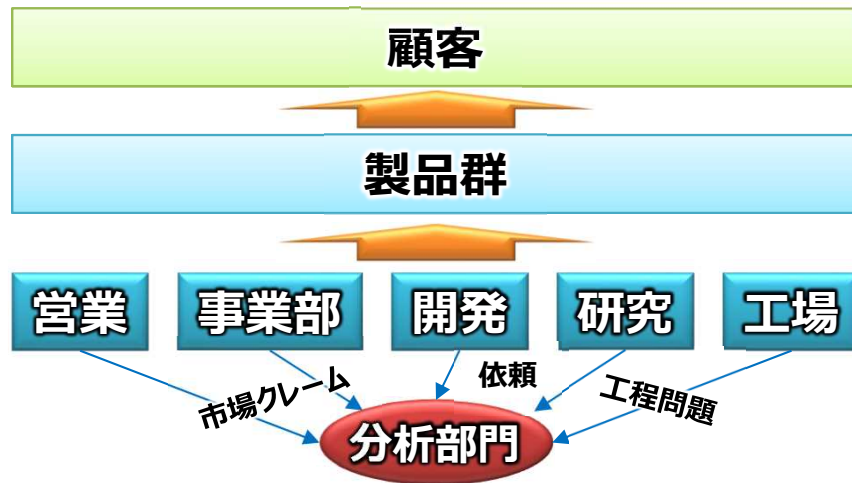 顧客
製品群
営業
事業部
開発
研究
工場
市場クレーム
依頼
工程問題
分析部門